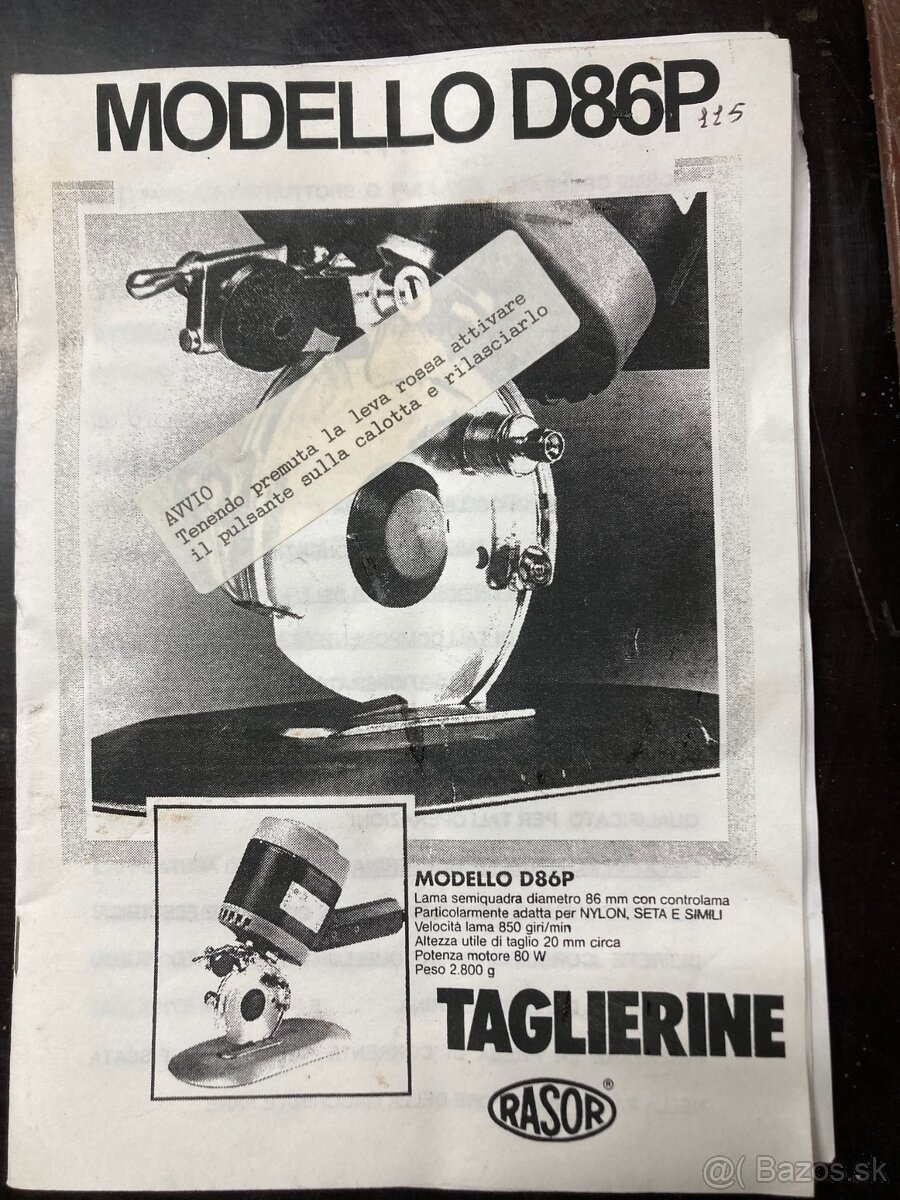 MODELLO D86P
115
AVVIO
Tenendo premuta la leva rossa attivare
il pulsante sulla calotta e rilasciarlo
MODELLO D86P
Lama semiquadra diametro 86 mm con controlama
Particolarmente adatta per NYLON, SETA E SIMILI
Velocità lama 850 giri/min
Altezza utile di taglio 20 mm circa
Potenza motore 80 W
Peso 2.800 g
TAGLIERINE
RASOR®
@( Bazos.sk